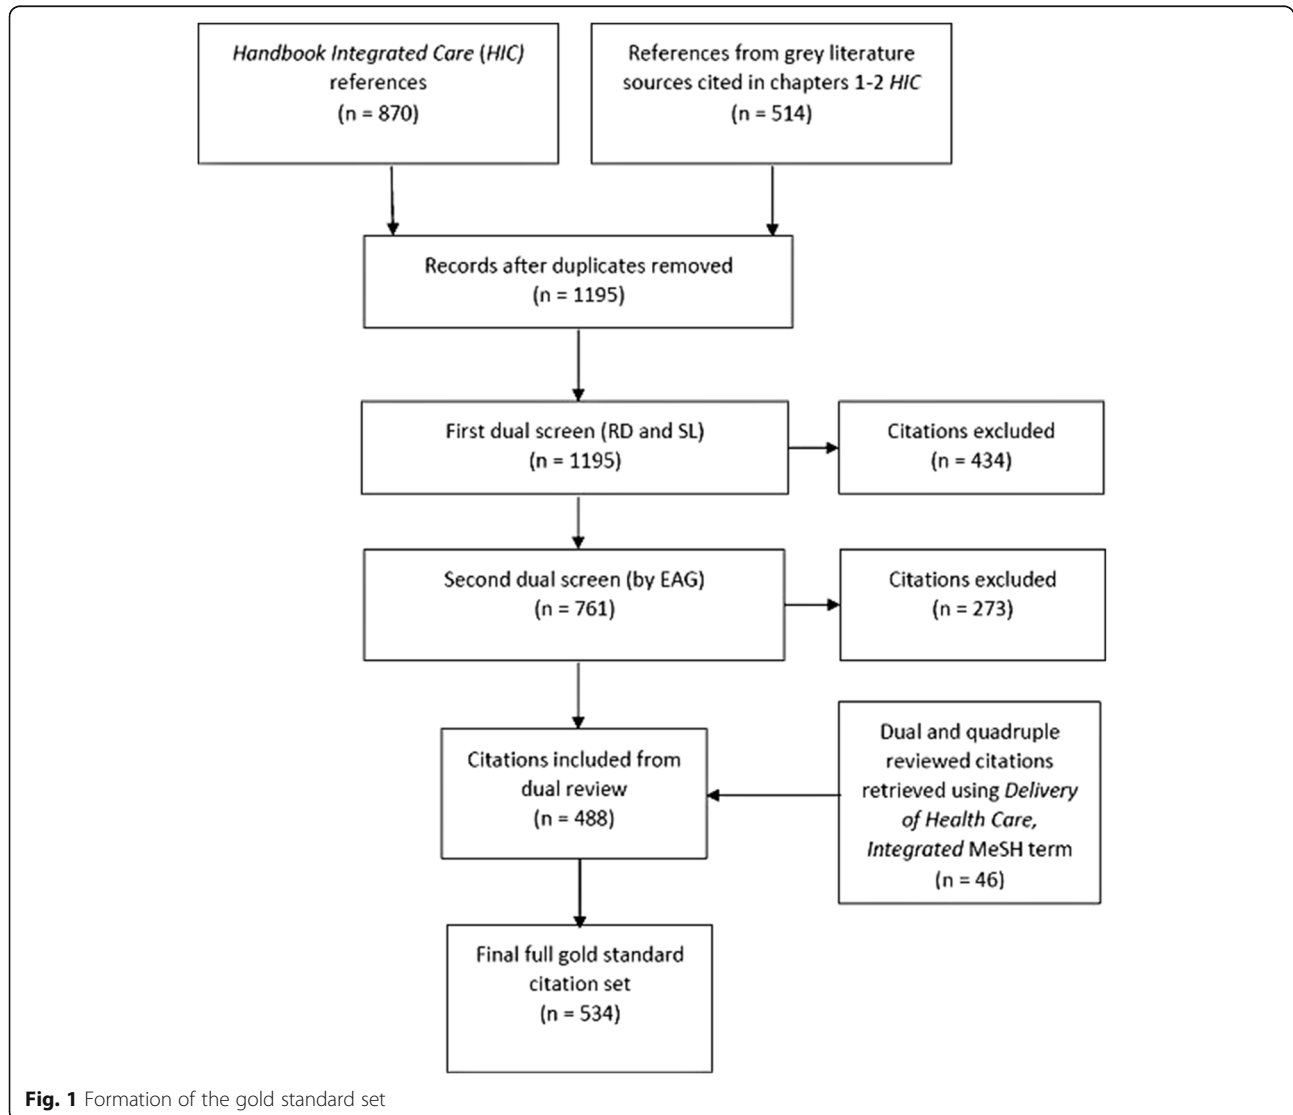 Handbook Integrated Care (HIC)
references
(n = 870)
References from grey literature
sources cited in chapters 1-2 HIC
(n = 514)
Records after duplicates removed
(n = 1195)
First dual screen (RD and SL)
(n = 1195)
Citations excluded
(n = 434)
Second dual screen (by EAG)
(n = 761)
Citations excluded
(n = 273)
Citations included from
dual review
(n = 488)
Dual and quadruple
reviewed citations
retrieved using Delivery
of Health Care,
Integrated MeSH term
(n = 46)
Final full gold standard
citation set
(n = 534)
Fig. 1 Formation of the gold standard set